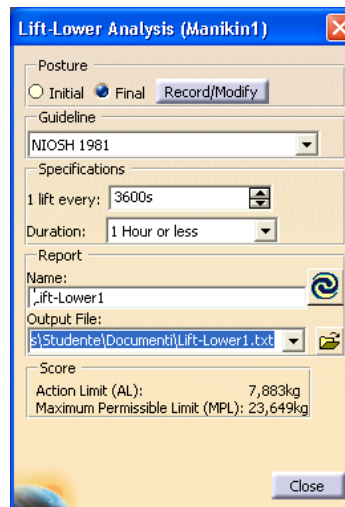 Lift-Lower Analysis (Manikin1)
Posture
Initial Final Record/Modify
Guideline
NIOSH 1981
Specifications
1 lift every: 3600s
Duration: 1 Hour or less
Report
Name:
Lift-Lower1
Output File:
s\Studente\Documenti\Lift-Lower1.txt
Score
Action Limit (AL): 7,883kg
Maximum Permissible Limit (MPL): 23,649kg
Close